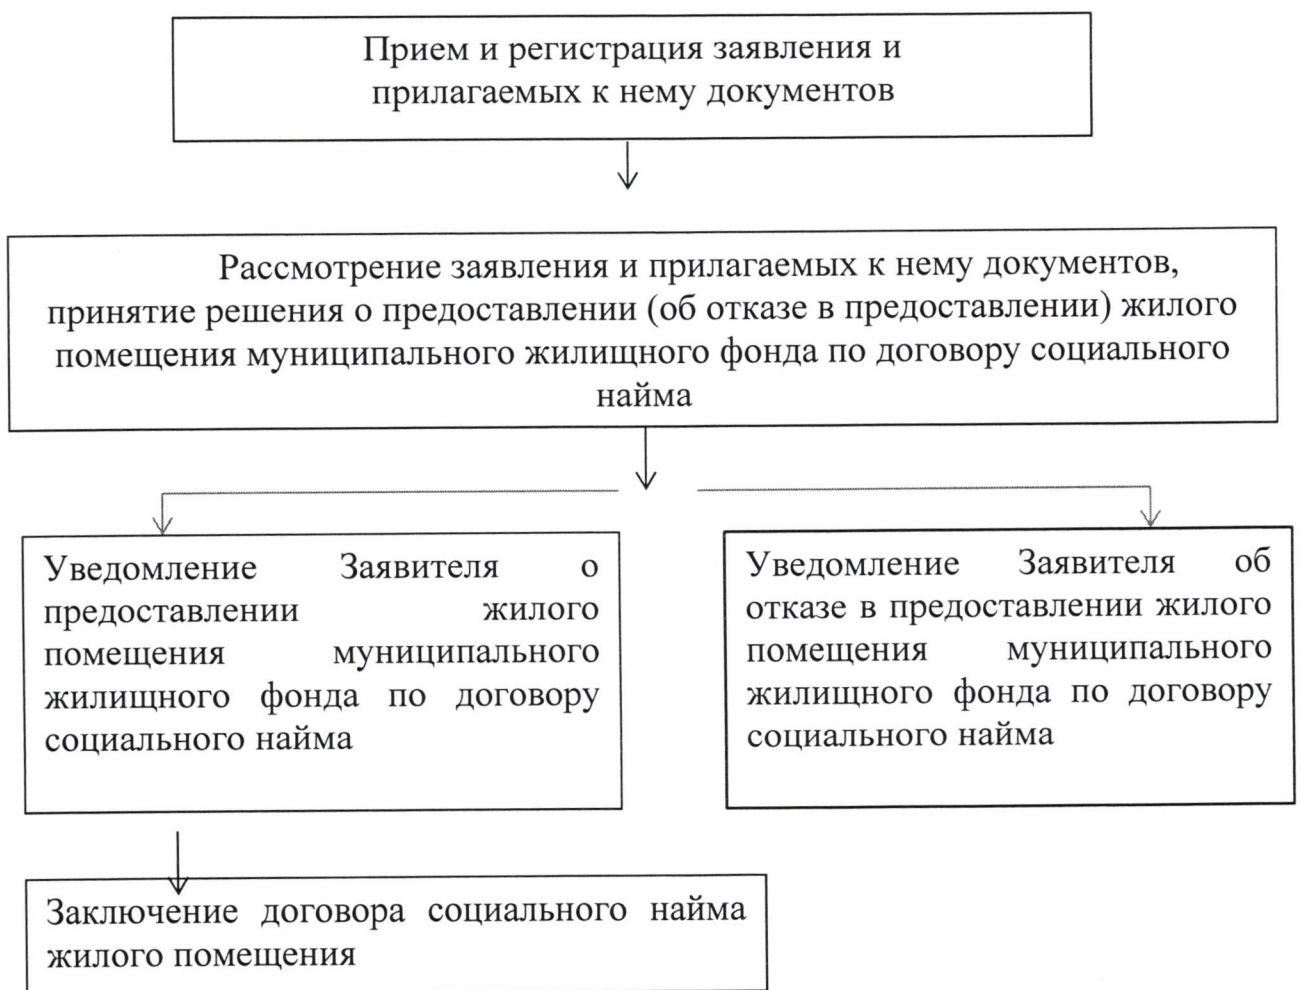 Прием и регистрация заявления и
прилагаемых к нему документов
Рассмотрение заявления и прилагаемых к нему документов,
принятие решения о предоставлении (об отказе в предоставлении) жилого
помещения муниципального жилищного фонда по договору социального
найма
Уведомление Заявителя о
предоставлении жилого
помещения муниципального
жилищного фонда по договору
социального найма
Уведомление Заявителя об
отказе в предоставлении жилого
помещения муниципального
жилищного фонда по договору
социального найма
Заключение договора социального найма
жилого помещения